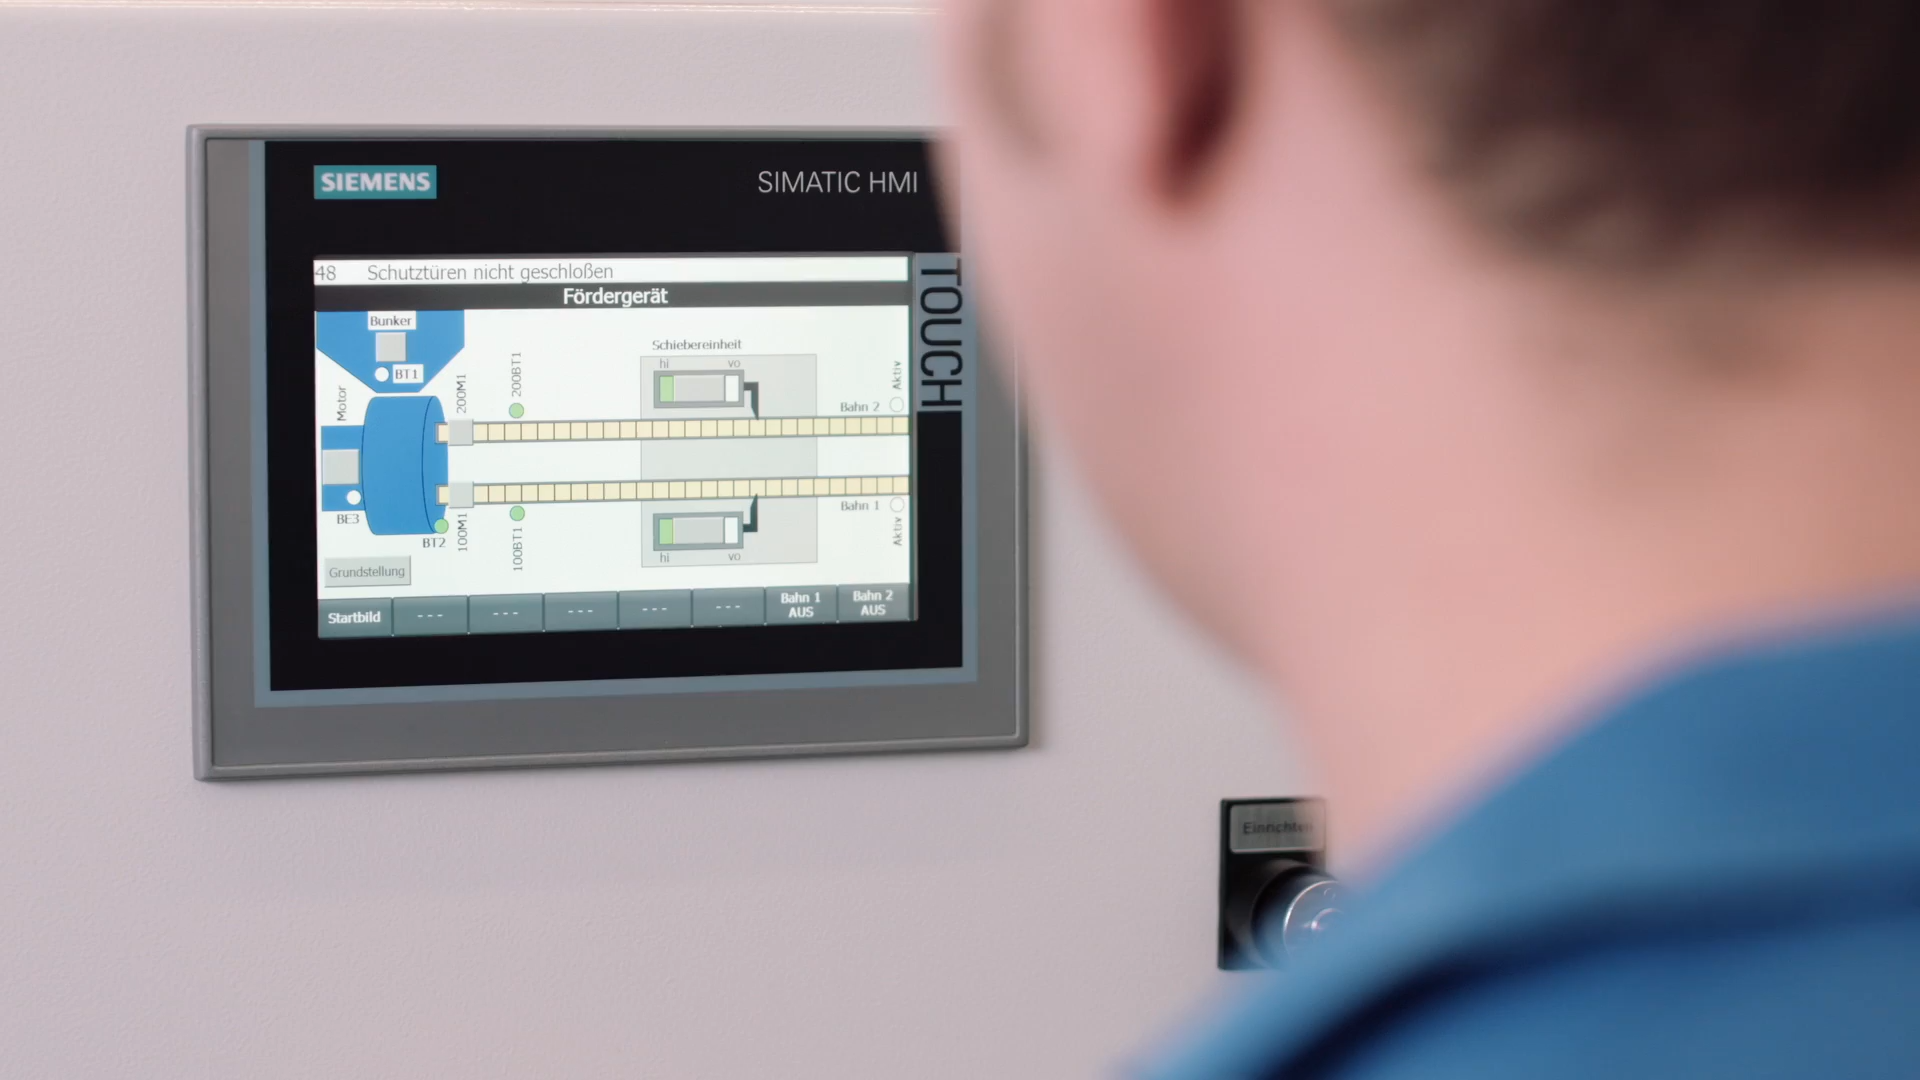 SIEMENS
SIMATIC HMI
TOUCH
48 Schutztüren nicht geschloßen
Fördergerät
Bunker
BT1
Motor
200M1
200BT1
Schiebereinheit
hi vo
Aktiv
Bahn 2
Bahn 1
Aktiv
BE3
BT2
100M1
100BT1
hi vo
Grundstellung
Startbild
--- --- --- --- ---
Bahn 1
AUS
Bahn 2
AUS
Einrichten